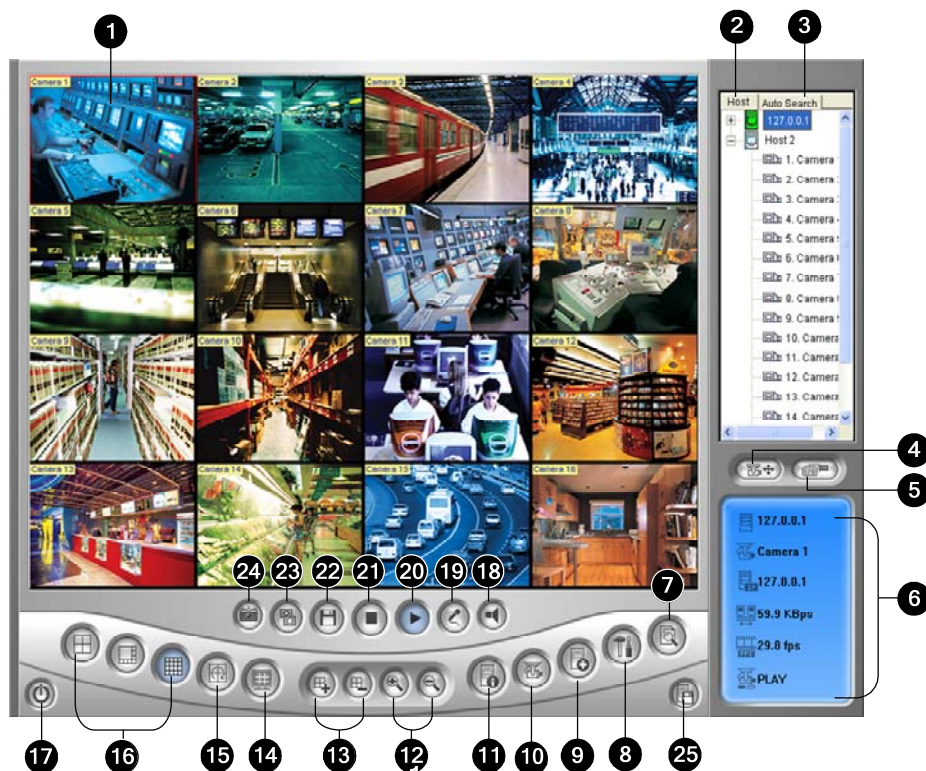 1
2
3
Camera 1
Camera 2
Camera 3
Camera 4
Camera 5
Camera 6
Camera 7
Camera 8
Camera 9
Camera 10
Camera 11
Camera 12
Camera 13
Camera 14
Camera 15
Camera 16
Host
Auto Search
127.0.0.1
Host 2
1. Camera
2. Camera
3. Camera
4. Camera
5. Camera
6. Camera
7. Camera
8. Camera
9. Camera
10. Camera
11. Camera
12. Camera
13. Camera
14. Camera
4
5
127.0.0.1
Camera 1
127.0.0.1
59.9 KBps
29.8 fps
PLAY
6
24
23
22
21
20
19
18
7
17
16
15
14
13
12
11
10
9
8
25